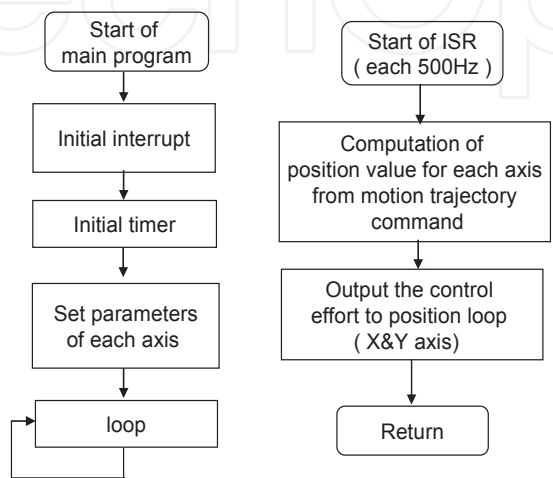 Start of
main program
Initial interrupt
Initial timer
Set parameters
of each axis
loop
Start of ISR
( each 500Hz )
Computation of
position value for each axis
from motion trajectory
command
Output the control
effort to position loop
( X&Y axis)
Return